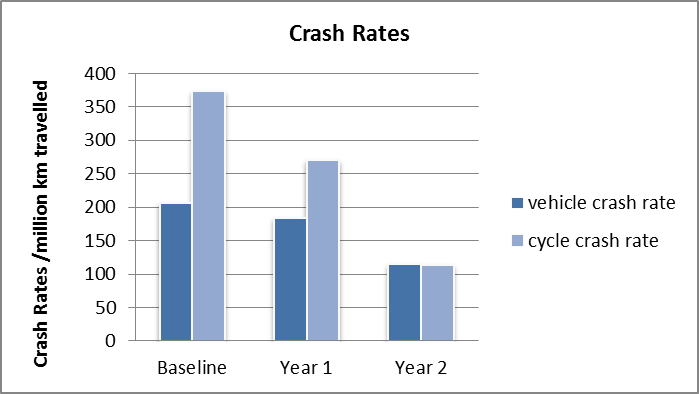 Crash Rates
Crash Rates /million km travelled
400
350
300
250
200
150
100
50
0
Baseline
Year 1
Year 2
vehicle crash rate
cycle crash rate